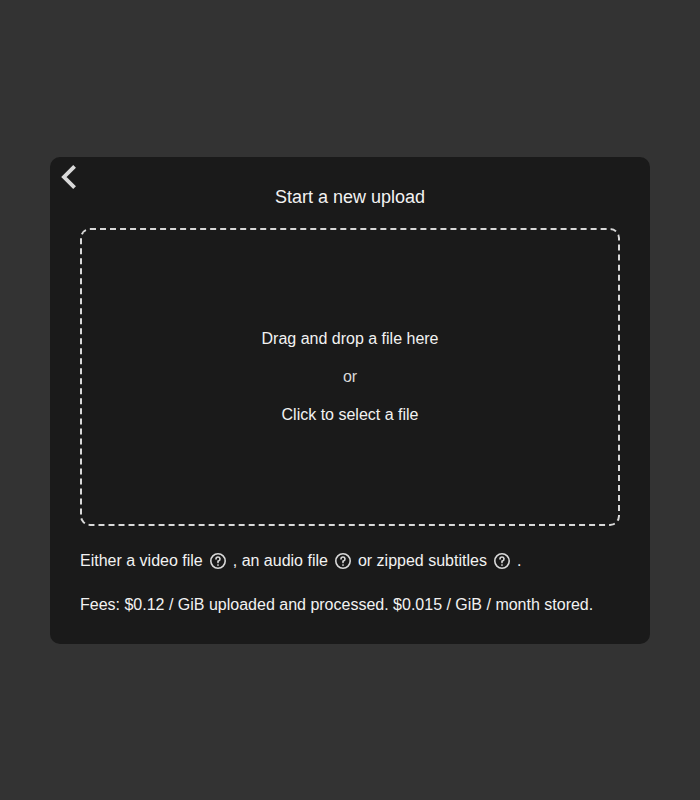 Start a new upload
Drag and drop a file here
or
Click to select a file
Either a video file ? , an audio file ? or zipped subtitles ? .
Fees: $0.12 / GiB uploaded and processed. $0.015 / GiB / month stored.